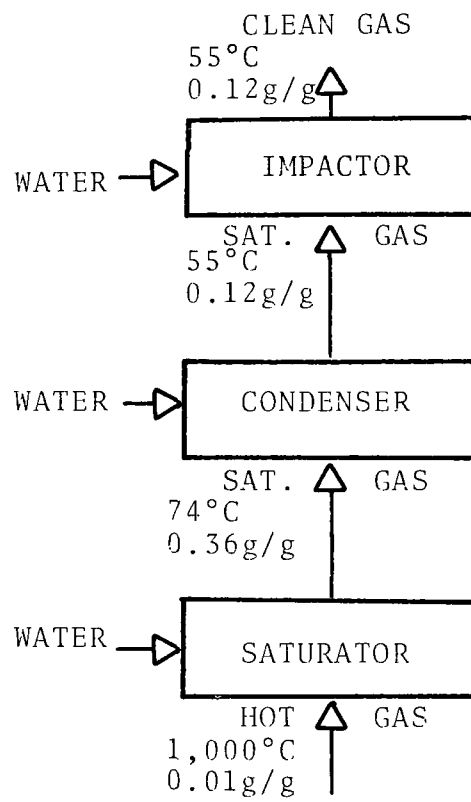 CLEAN GAS
55°C
0.12g/g
WATER
IMPACTOR
SAT. GAS
55°C
0.12g/g
WATER
CONDENSER
SAT. GAS
74°C
0.36g/g
WATER
SATURATOR
HOT GAS
1,000°C
0.01g/g